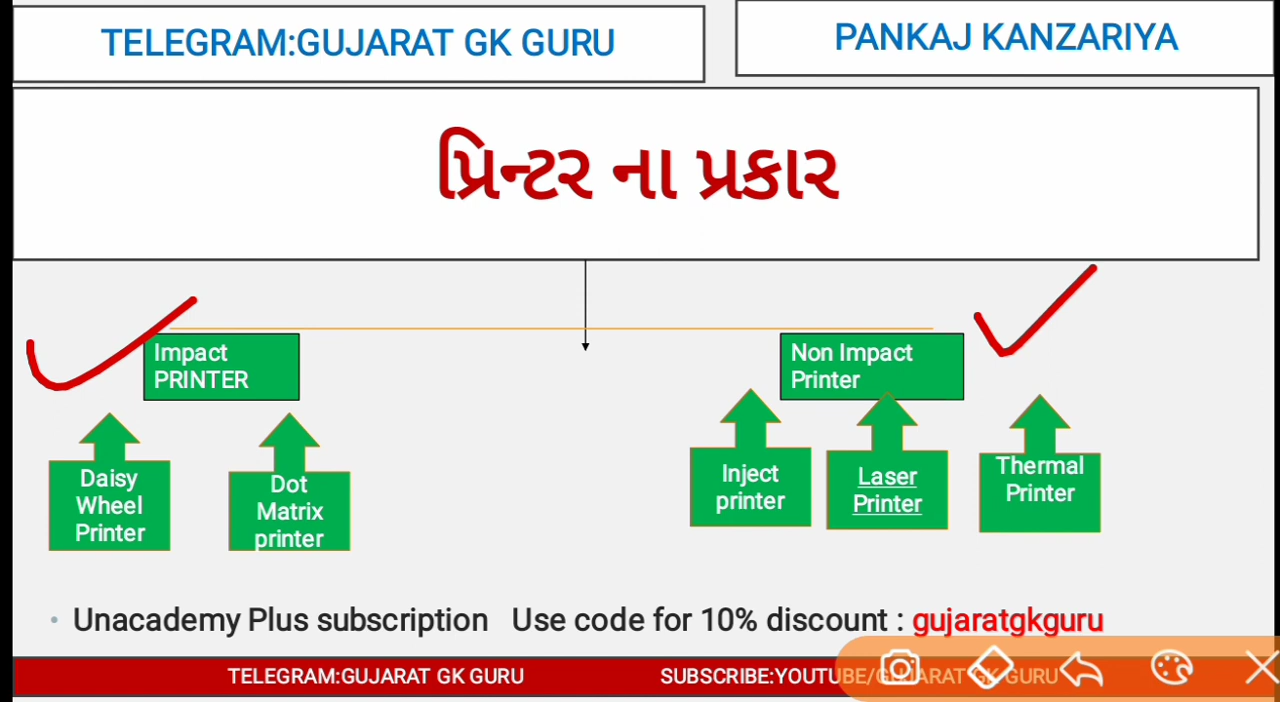 TELEGRAM:GUJARAT GK GURU
PANKAJ KANZARIYA
પ્રિન્ટર ના પ્રકાર
Impact
PRINTER
Non Impact
Printer
Daisy
Wheel
Printer
Dot
Matrix
printer
Inject
printer
Laser
Printer
Thermal
Printer
• Unacademy Plus subscription Use code for 10% discount : gujaratgkguru
TELEGRAM:GUJARAT GK GURU
SUBSCRIBE:YOUTUBE/GUJARAT GK GURU